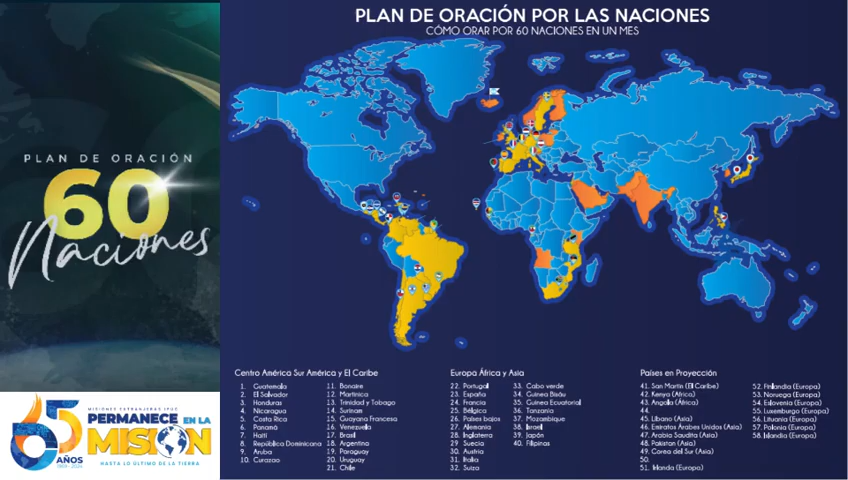 PLAN DE ORACIÓN
60
Naciones
65
AÑOS
MISIONES EXTRANJERAS IPUC
PERMANECE EN LA
MISIÓN
HASTA LO ÚLTIMO DE LA TIERRA
PLAN DE ORACIÓN POR LAS NACIONES
CÓMO ORAR POR 60 NACIONES EN UN MES
Centro América Sur América y El Caribe
1. Guatemala
2. El Salvador
3. Honduras
4. Nicaragua
5. Costa Rica
6. Panamá
7. Haití
8. República Dominicana
9. Aruba
10. Curazao
11. Bonaire
12. Martinica
13. Trinidad y Tobago
14. Surinam
15. Guayana Francesa
16. Venezuela
17. Brasil
18. Argentina
19. Paraguay
20. Uruguay
21. Chile
Europa África y Asia
22. Portugal
23. España
24. Francia
25. Bélgica
26. Países bajos
27. Alemania
28. Inglaterra
29. Suecia
30. Austria
31. Italia
32. Suiza
33. Cabo verde
34. Guinea Bisáu
35. Guinea Ecuatorial
36. Tanzania
37. Mozambique
38. Israel
39. Japón
40. Filipinas
Países en Proyección
41. San Martín (El Caribe)
42. Kenya (África)
43. Angola (África)
44.
45. Líbano (Asia)
46. Emiratos Árabes Unidos (Asia)
47. Arabia Saudita (Asia)
48. Pakistán (Asia)
49. Corea del Sur (Asia)
50.
51. Irlanda (Europa)
52. Finlandia (Europa)
53. Noruega (Europa)
54. Eslovenia (Europa)
55. Luxemburgo (Europa)
56. Lituania (Europa)
57. Polonia (Europa)
58. Islandia (Europa)